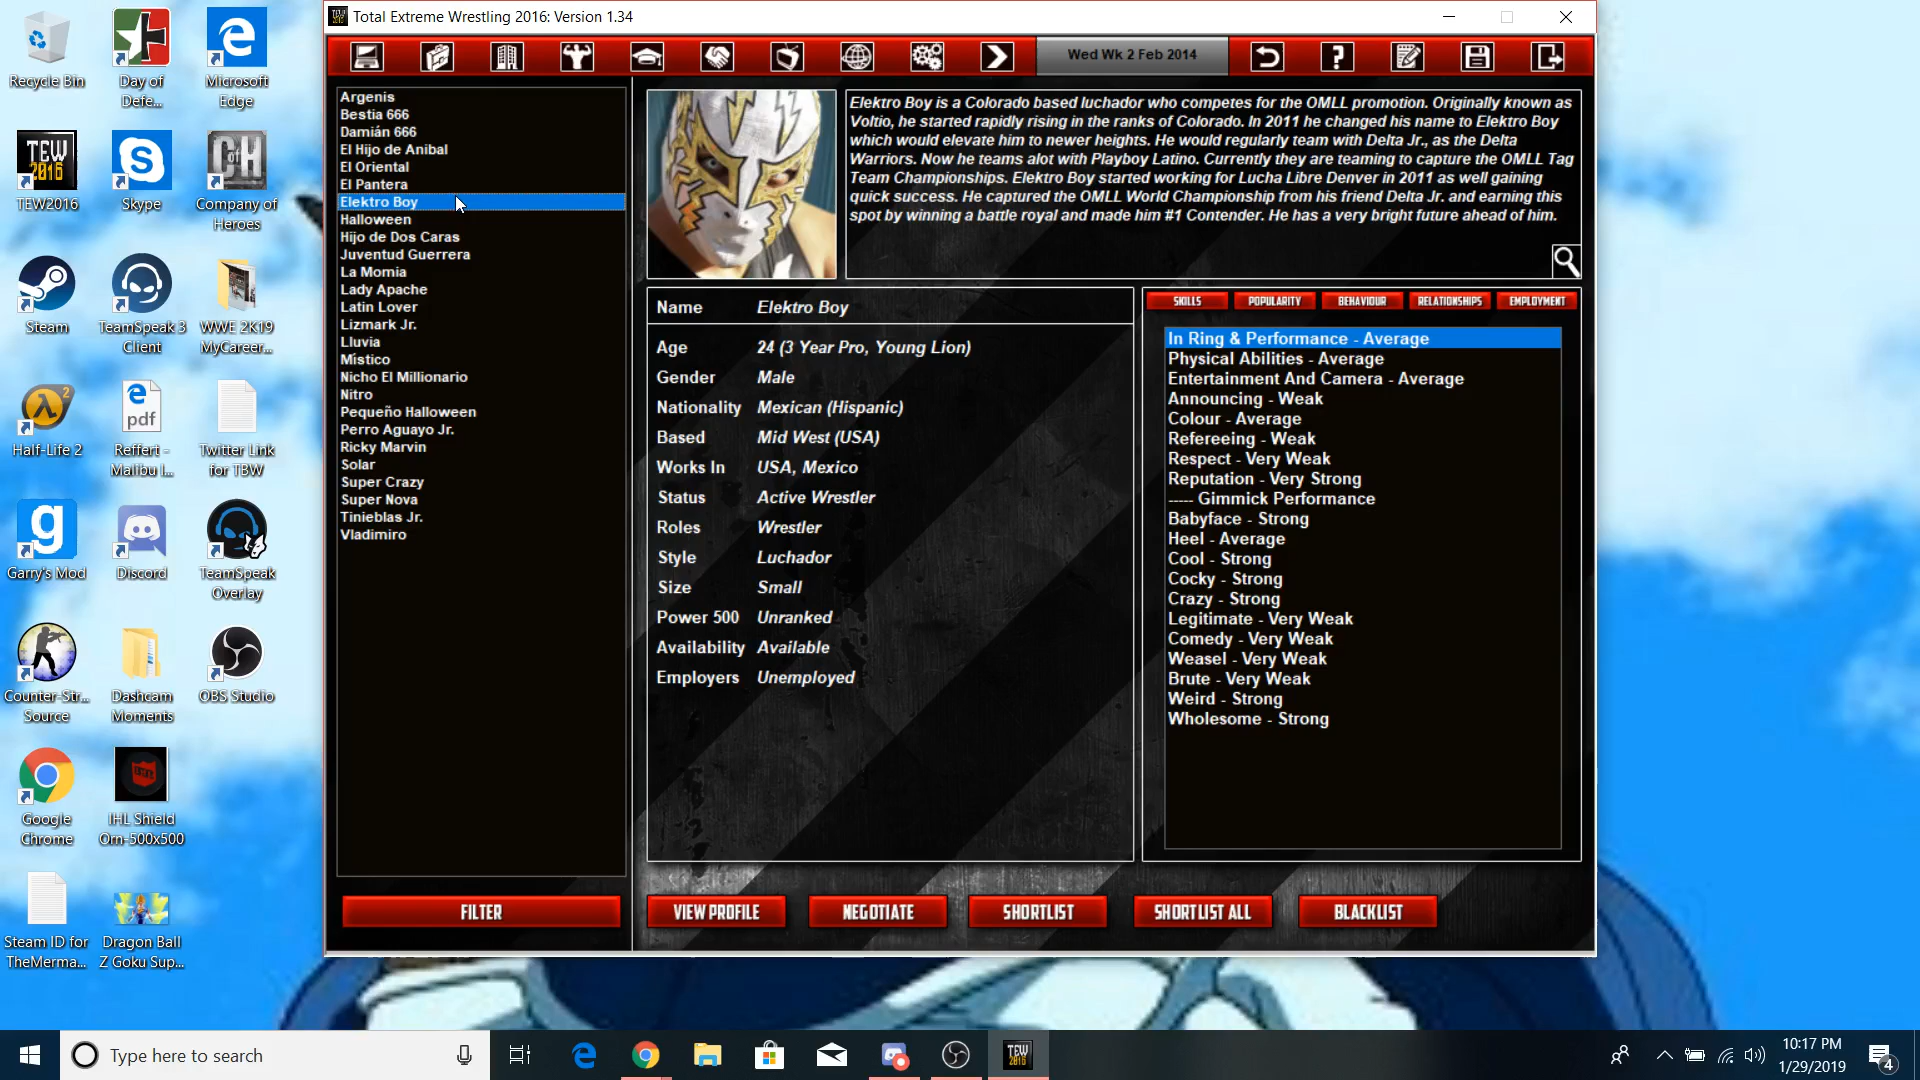 Recycle Bin
Day of
Defe...
Microsoft
Edge
TEW
2016
TEW2016
Skype
Company of
Heroes
Steam
TeamSpeak 3
Client
WWE 2K19
MyCareer...
Half-Life 2
pdf
Reffert -
Malibu I...
Twitter Link
for TBW
Garry's Mod
Discord
TeamSpeak
Overlay
Counter-Str...
Source
Dashcam
Moments
OBS Studio
Google
Chrome
IHL Shield
Orn-500x500
Steam ID for
TheMerma...
Dragon Ball
Z Goku Sup...
Total Extreme Wrestling 2016: Version 1.34
Wed Wk 2 Feb 2014
Argenis
Bestia 666
Damián 666
El Hijo de Anibal
El Oriental
El Pantera
Elektro Boy
Halloween
Hijo de Dos Caras
Juventud Guerrera
La Momia
Lady Apache
Latin Lover
Lizmark Jr.
Lluvia
Místico
Nicho El Millionario
Nitro
Pequeño Halloween
Perro Aguayo Jr.
Ricky Marvin
Solar
Super Crazy
Super Nova
Tinieblas Jr.
Vladimiro
FILTER
Elektro Boy is a Colorado based luchador who competes for the OMLL promotion. Originally known as
Voltio, he started rapidly rising in the ranks of Colorado. In 2011 he changed his name to Elektro Boy
which would elevate him to newer heights. He would regularly team with Delta Jr., as the Delta
Warriors. Now he teams alot with Playboy Latino. Currently they are teaming to capture the OMLL Tag
Team Championships. Elektro Boy started working for Lucha Libre Denver in 2011 as well gaining
quick success. He captured the OMLL World Championship from his friend Delta Jr. and earning this
spot by winning a battle royal and made him #1 Contender. He has a very bright future ahead of him.
Name Elektro Boy
Age 24 (3 Year Pro, Young Lion)
Gender Male
Nationality Mexican (Hispanic)
Based Mid West (USA)
Works In USA, Mexico
Status Active Wrestler
Roles Wrestler
Style Luchador
Size Small
Power 500 Unranked
Availability Available
Employers Unemployed
SKILLS POPULARITY BEHAVIOUR RELATIONSHIPS EMPLOYMENT
In Ring & Performance - Average
Physical Abilities - Average
Entertainment And Camera - Average
Announcing - Weak
Colour - Average
Refereeing - Weak
Respect - Very Weak
Reputation - Very Strong
----- Gimmick Performance
Babyface - Strong
Heel - Average
Cool - Strong
Cocky - Strong
Crazy - Strong
Legitimate - Very Weak
Comedy - Very Weak
Weasel - Very Weak
Brute - Very Weak
Weird - Strong
Wholesome - Strong
VIEW PROFILE NEGOTIATE SHORTLIST SHORTLIST ALL BLACKLIST
Type here to search
TEW
2016
10:17 PM
1/29/2019
4